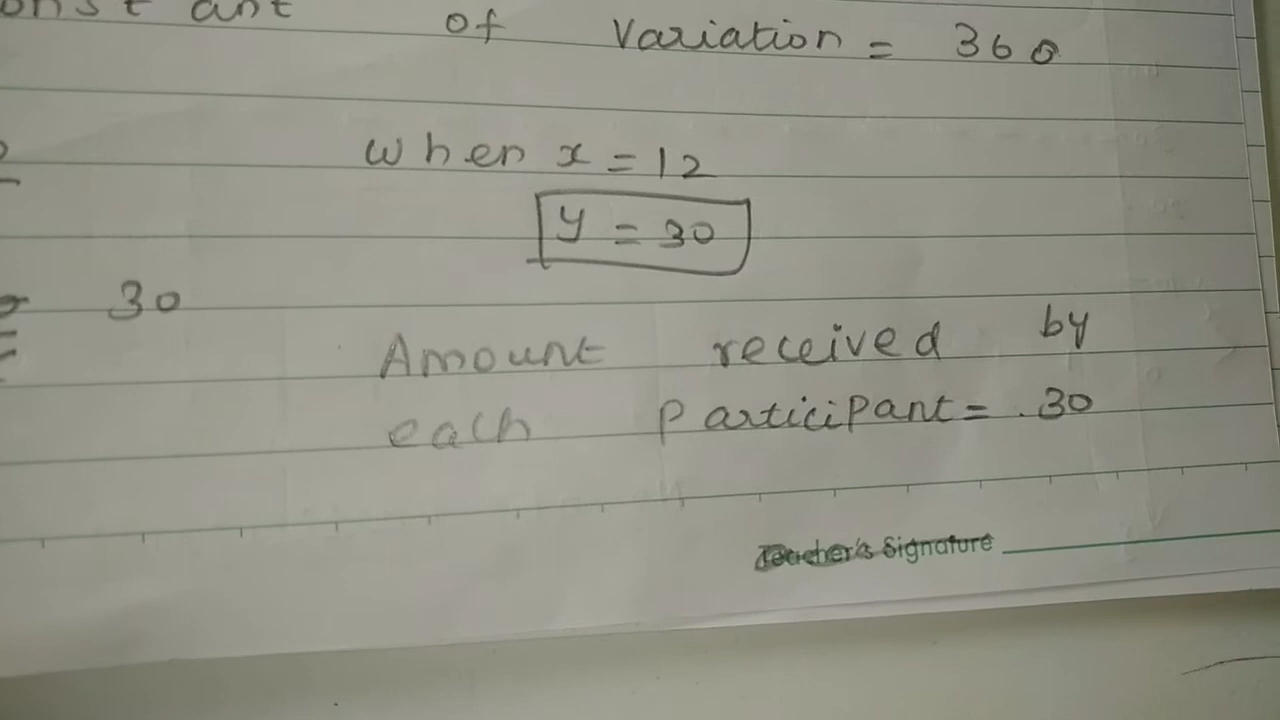 of Variation = 360
when x = 12
y = 30
30
Amount received by
each participant = 30
Teacher's Signature